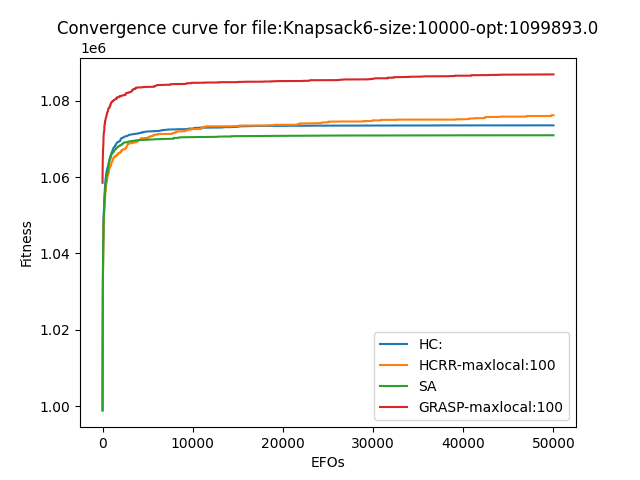 Convergence curve for file:Knapsack6-size:10000-opt:1099893.0
1e6
1.08
1.06
1.04
1.02
1.00
Fitness
0 10000 20000 30000 40000 50000
EFOs
HC:
HCRR-maxlocal:100
SA
GRASP-maxlocal:100